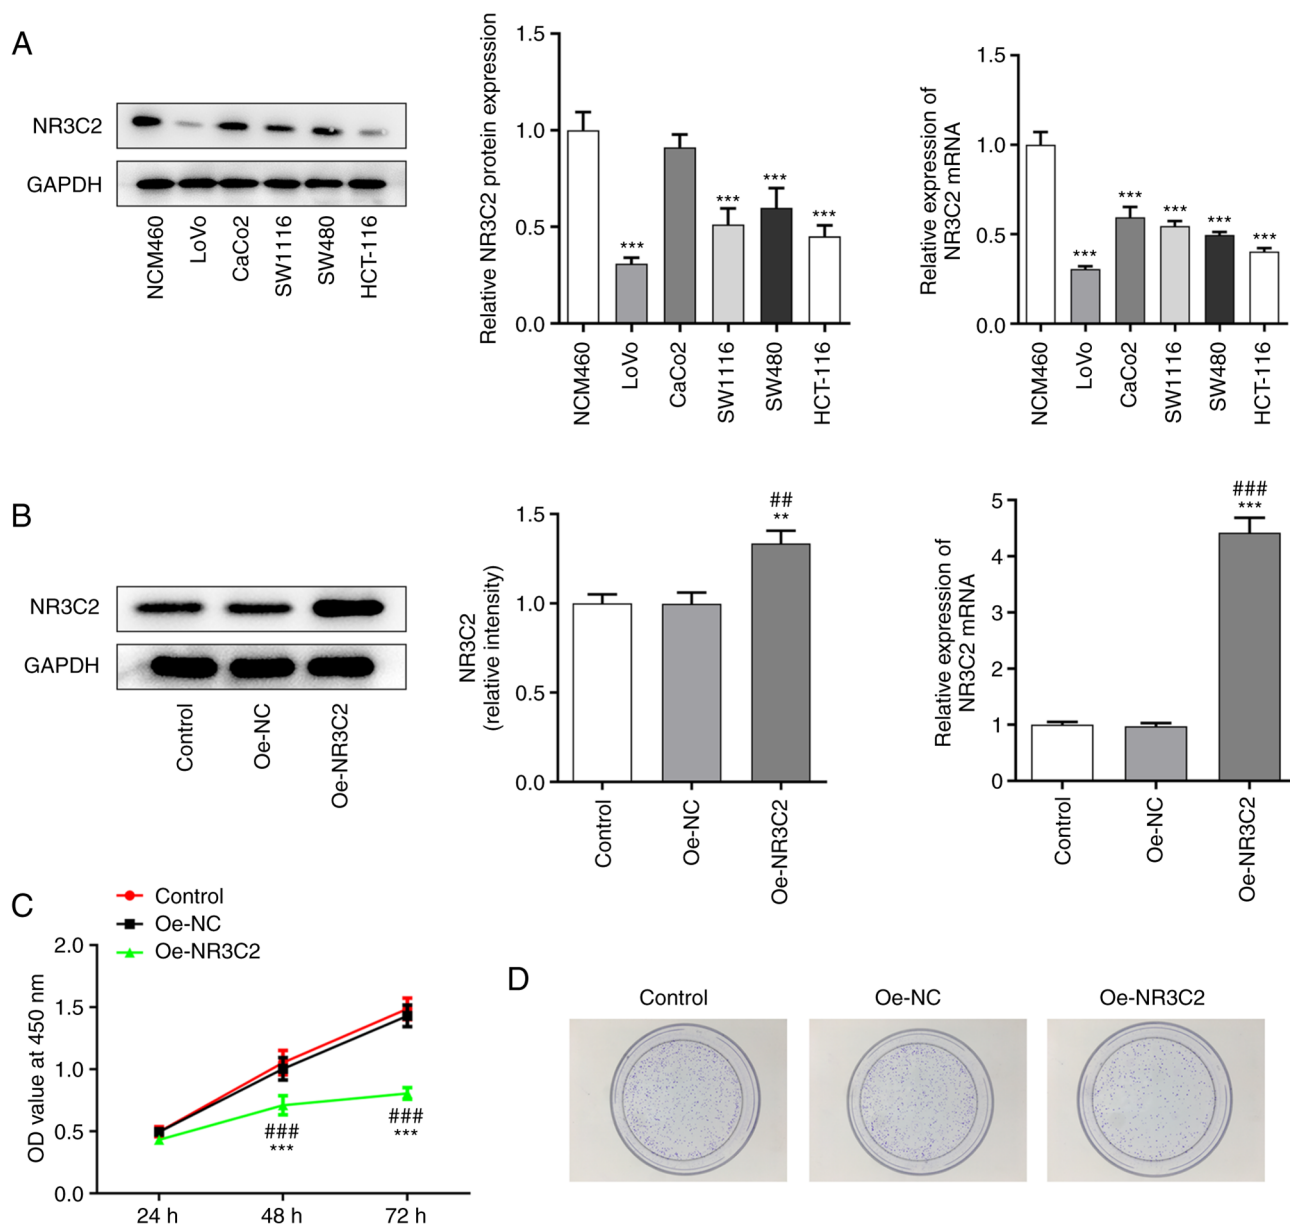 A
NR3C2
GAPDH
NCM460
LoVo
CaCo2
SW1116
SW480
HCT-116
Relative NR3C2 protein expression
1.5
1.0
0.5
0.0
***
***
***
***
NCM460
LoVo
CaCo2
SW1116
SW480
HCT-116
Relative expression of
NR3C2 mRNA
1.5
1.0
0.5
0.0
***
***
***
***
***
NCM460
LoVo
CaCo2
SW1116
SW480
HCT-116
B
NR3C2
GAPDH
Control
Oe-NC
Oe-NR3C2
NR3C2
(relative intensity)
1.5
1.0
0.5
0.0
##
**
Control
Oe-NC
Oe-NR3C2
Relative expression of
NR3C2 mRNA
5
4
3
2
1
0
###
***
Control
Oe-NC
Oe-NR3C2
C
Control
Oe-NC
Oe-NR3C2
OD value at 450 nm
2.0
1.5
1.0
0.5
0.0
###
***
###
***
24 h
48 h
72 h
D
Control
Oe-NC
Oe-NR3C2